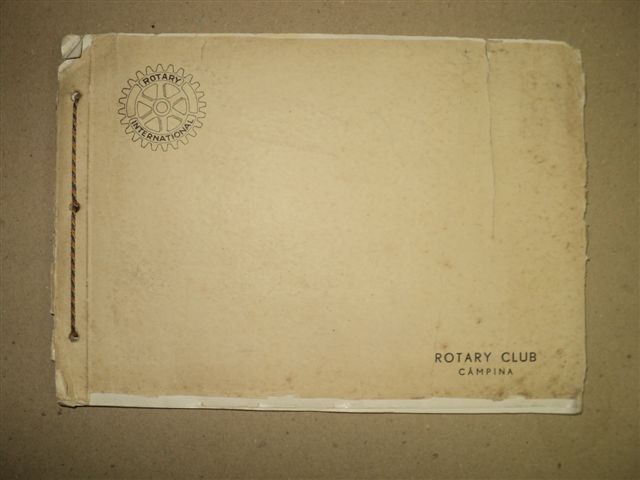 ROTARY
INTERNATIONAL
ROTARY CLUB
CÂMPINA